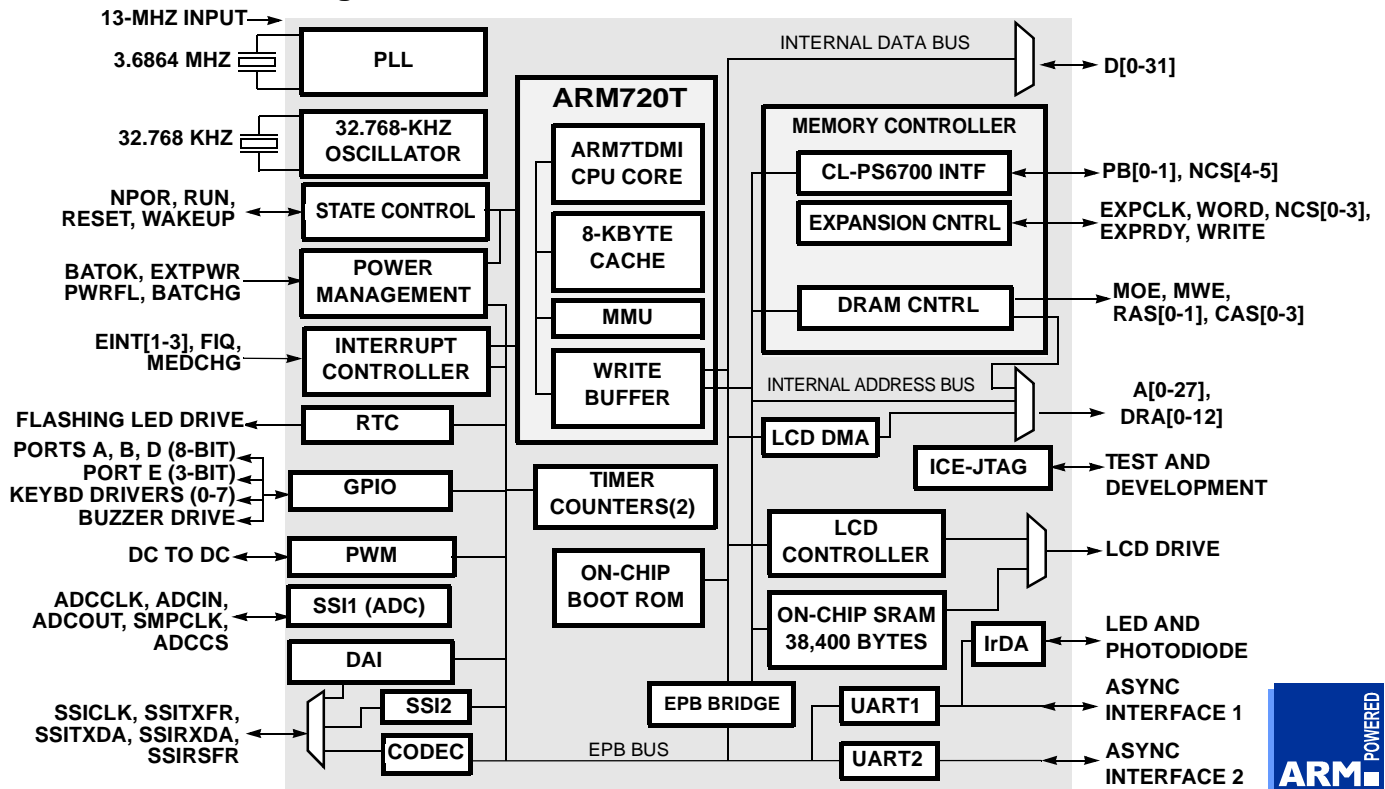 13-MHZ INPUT
3.6864 MHZ
PLL
INTERNAL DATA BUS
D[0-31]
32.768 KHZ
32.768-KHZ
OSCILLATOR
ARM720T
ARM7TDMI
CPU CORE
8-KBYTE
CACHE
MMU
WRITE
BUFFER
MEMORY CONTROLLER
CL-PS6700 INTF
PB[0-1], NCS[4-5]
EXPANSION CNTRL
EXPCLK, WORD, NCS[0-3],
EXPRDY, WRITE
DRAM CNTRL
MOE, MWE,
RAS[0-1], CAS[0-3]
NPOR, RUN,
RESET, WAKEUP
STATE CONTROL
BATOK, EXTPWR
PWRFL, BATCHG
POWER
MANAGEMENT
EINT[1-3], FIQ,
MEDCHG
INTERRUPT
CONTROLLER
INTERNAL ADDRESS BUS
A[0-27],
DRA[0-12]
LCD DMA
FLASHING LED DRIVE
RTC
ICE-JTAG
TEST AND
DEVELOPMENT
PORTS A, B, D (8-BIT)
PORT E (3-BIT)
KEYBD DRIVERS (0-7)
BUZZER DRIVE
GPIO
TIMER
COUNTERS(2)
LCD
CONTROLLER
LCD DRIVE
DC TO DC
PWM
ON-CHIP
BOOT ROM
ADCCLK, ADCIN,
ADCOUT, SMPCLK,
ADCCS
SSI1 (ADC)
ON-CHIP SRAM
38,400 BYTES
IrDA
LED AND
PHOTODIODE
DAI
SSICLK, SSITXFR,
SSITXDA, SSIRXDA,
SSIRSFR
SSI2
CODEC
EPB BRIDGE
EPB BUS
UART1
ASYNC
INTERFACE 1
UART2
ASYNC
INTERFACE 2
ARM
POWERED